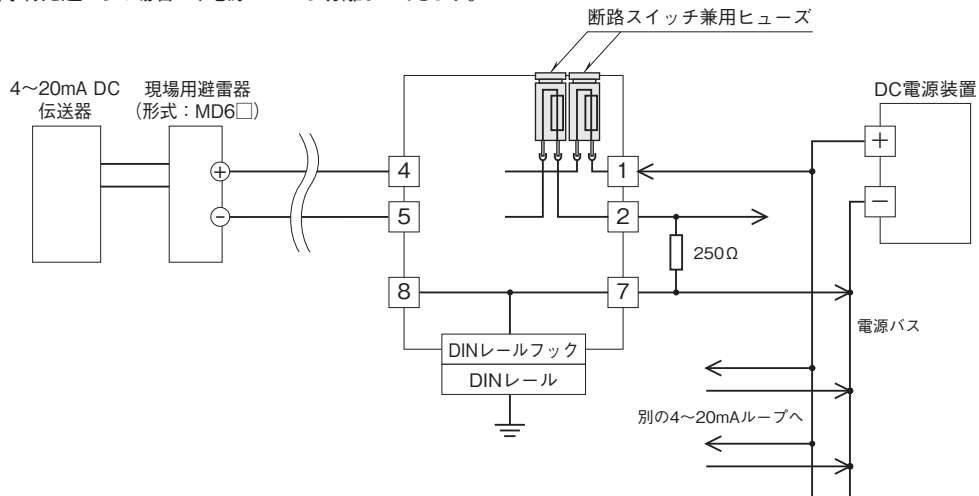 断路スイッチ兼用ヒューズ
4～20mA DC
伝送器
現場用避雷器
（形式：MD6□）
DC電源装置
+
−
+
−
4
5
8
1
2
7
250Ω
電源バス
DINレールフック
DINレール
別の4～20mAループへ